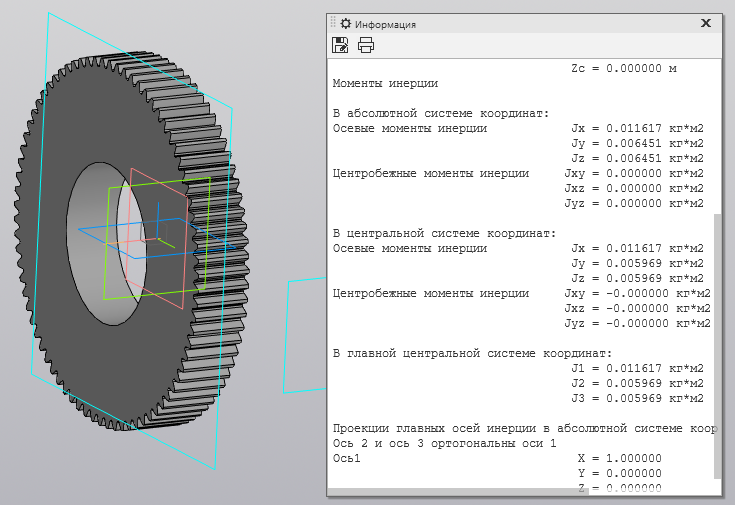 Информация
Zc = 0.000000 м
Моменты инерции
В абсолютной системе координат:
Осевые моменты инерции Jx = 0.011617 кг*м2
Jy = 0.006451 кг*м2
Jz = 0.006451 кг*м2
Центробежные моменты инерции Jxy = 0.000000 кг*м2
Jxz = 0.000000 кг*м2
Jyz = 0.000000 кг*м2
В центральной системе координат:
Осевые моменты инерции Jx = 0.011617 кг*м2
Jy = 0.005969 кг*м2
Jz = 0.005969 кг*м2
Центробежные моменты инерции Jxy = -0.000000 кг*м2
Jxz = -0.000000 кг*м2
Jyz = -0.000000 кг*м2
В главной центральной системе координат:
J1 = 0.011617 кг*м2
J2 = 0.005969 кг*м2
J3 = 0.005969 кг*м2
Проекции главных осей инерции в абсолютной системе коор
Ось 2 и ось 3 ортогональны оси 1
Ось1 X = 1.000000
Y = 0.000000
Z = 0.000000